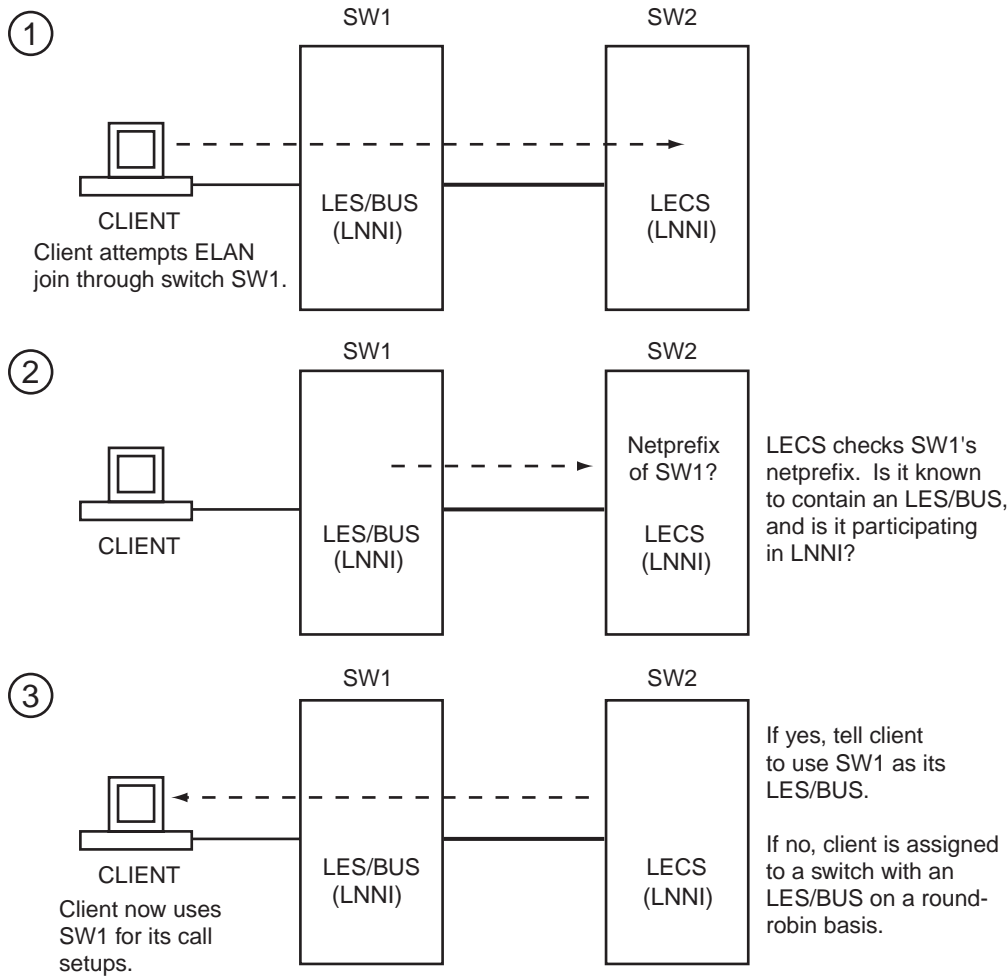 1
SW1
SW2
LES/BUS
(LNNI)
LECS
(LNNI)
CLIENT
Client attempts ELAN
join through switch SW1.
2
SW1
SW2
Netprefix
of SW1?
LES/BUS
(LNNI)
LECS
(LNNI)
CLIENT
LECS checks SW1's
netprefix. Is it known
to contain an LES/BUS,
and is it participating
in LNNI?
3
SW1
SW2
LES/BUS
(LNNI)
LECS
(LNNI)
CLIENT
Client now uses
SW1 for its call
setups.
If yes, tell client
to use SW1 as its
LES/BUS.
If no, client is assigned
to a switch with an
LES/BUS on a round-
robin basis.